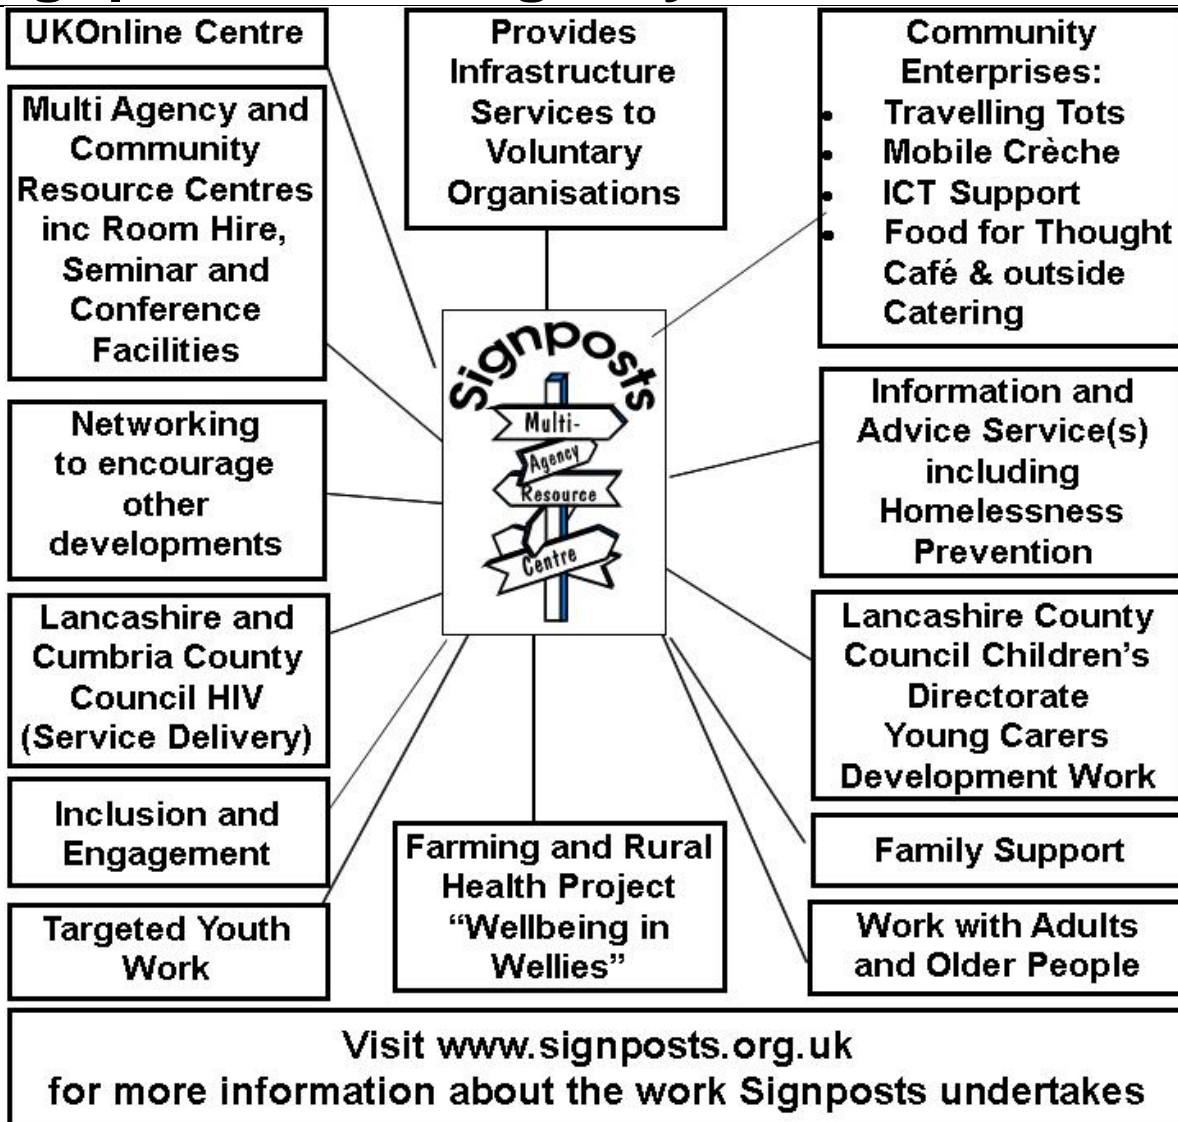 UKOnline Centre
Multi Agency and
Community
Resource Centres
inc Room Hire,
Seminar and
Conference
Facilities
Networking
to encourage
other
developments
Lancashire and
Cumbria County
Council HIV
(Service Delivery)
Inclusion and
Engagement
Targeted Youth
Work
Provides
Infrastructure
Services to
Voluntary
Organisations
Signposts
Multi-
Agency
Resource
Centre
Farming and Rural
Health Project
“Wellbeing in
Wellies”
Community
Enterprises:
• Travelling Tots
• Mobile Crèche
• ICT Support
• Food for Thought
Café & outside
Catering
Information and
Advice Service(s)
including
Homelessness
Prevention
Lancashire County
Council Children’s
Directorate
Young Carers
Development Work
Family Support
Work with Adults
and Older People
Visit www.signposts.org.uk
for more information about the work Signposts undertakes